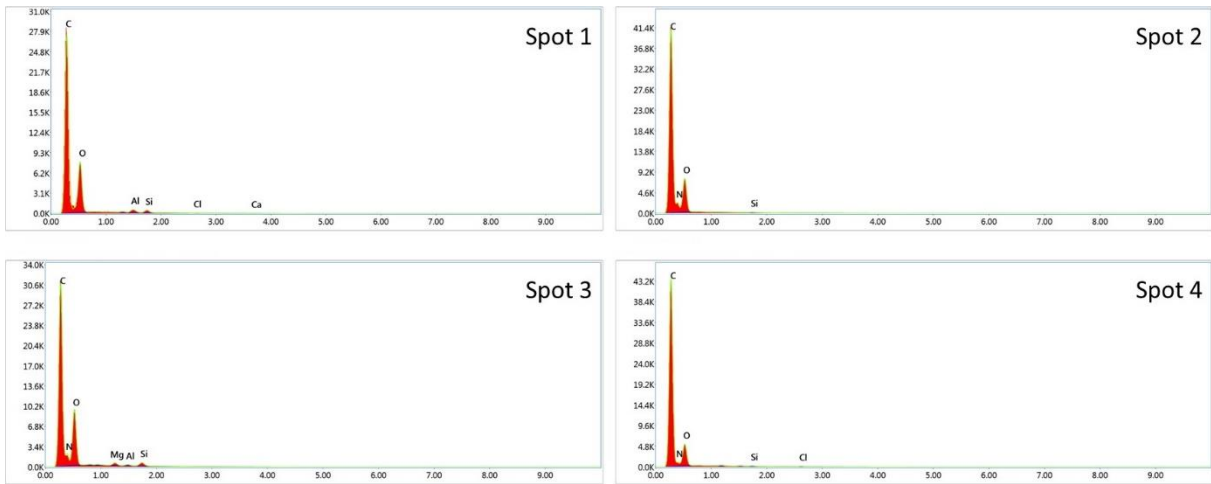 Spot 1
31.0K
27.9K
24.8K
21.7K
18.6K
15.5K
12.4K
9.3K
6.2K
3.1K
0.0K
C
O
Al
Si
Cl
Ca
0.00 1.00 2.00 3.00 4.00 5.00 6.00 7.00 8.00 9.00
Spot 2
41.4K
36.8K
32.2K
27.6K
23.0K
18.4K
13.8K
9.2K
4.6K
0.0K
C
N
O
Si
0.00 1.00 2.00 3.00 4.00 5.00 6.00 7.00 8.00 9.00
Spot 3
34.0K
30.6K
27.2K
23.8K
20.4K
17.0K
13.6K
10.2K
6.8K
3.4K
0.0K
C
N
O
Mg
Al
Si
0.00 1.00 2.00 3.00 4.00 5.00 6.00 7.00 8.00 9.00
Spot 4
43.2K
38.4K
33.6K
28.8K
24.0K
19.2K
14.4K
9.6K
4.8K
0.0K
C
N
O
Si
Cl
0.00 1.00 2.00 3.00 4.00 5.00 6.00 7.00 8.00 9.00